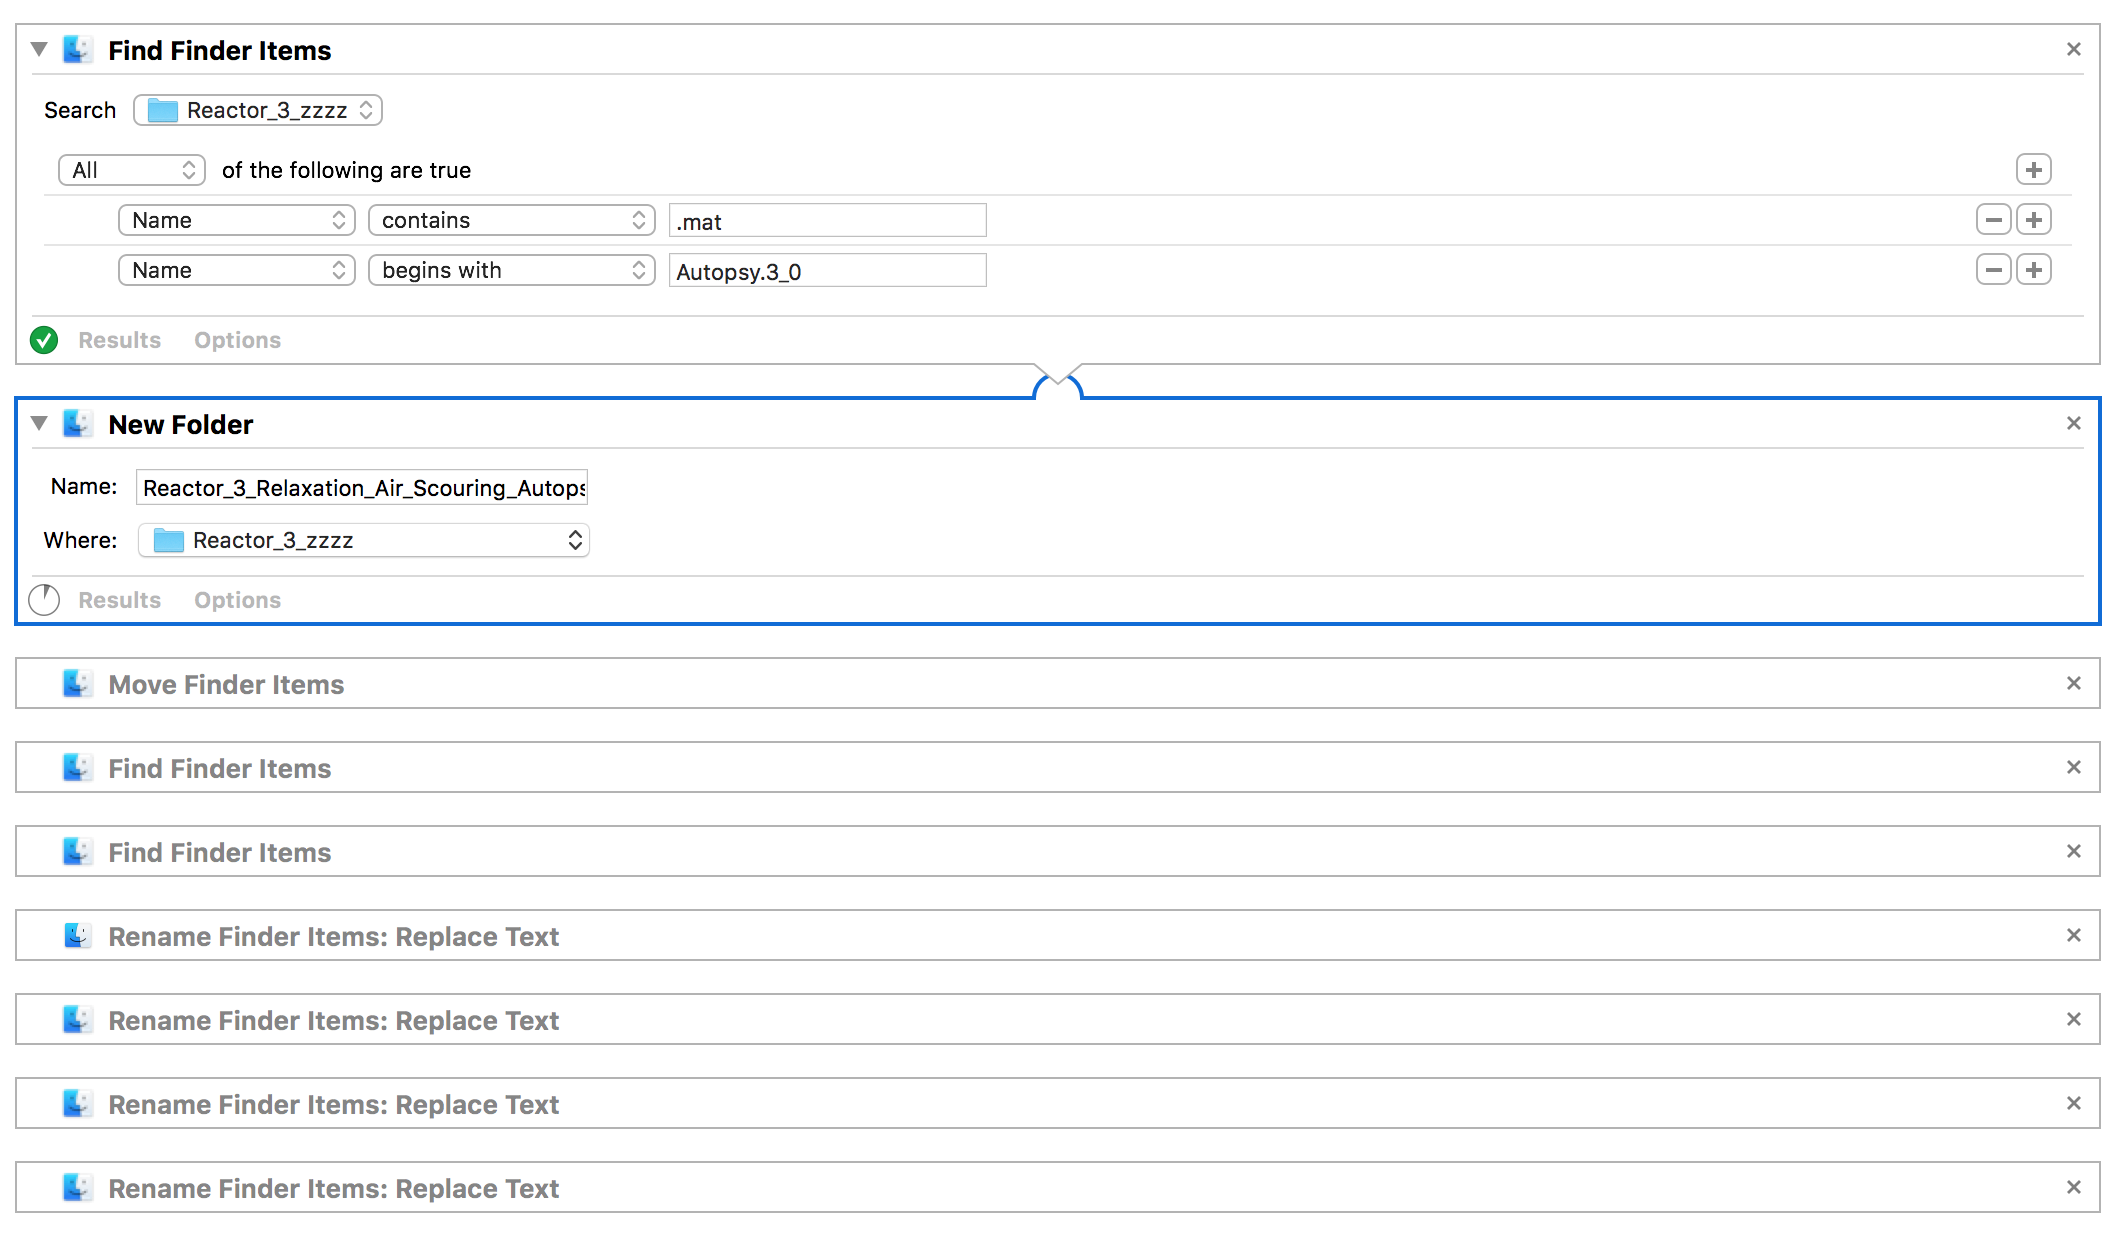 Find Finder Items
Search Reactor_3_zzzz
All of the following are true
Name contains .mat
Name begins with Autopsy.3_0
Results Options
New Folder
Name: Reactor_3_Relaxation_Air_Scouring_Autops
Where: Reactor_3_zzzz
Results Options
Move Finder Items
Find Finder Items
Find Finder Items
Rename Finder Items: Replace Text
Rename Finder Items: Replace Text
Rename Finder Items: Replace Text
Rename Finder Items: Replace Text